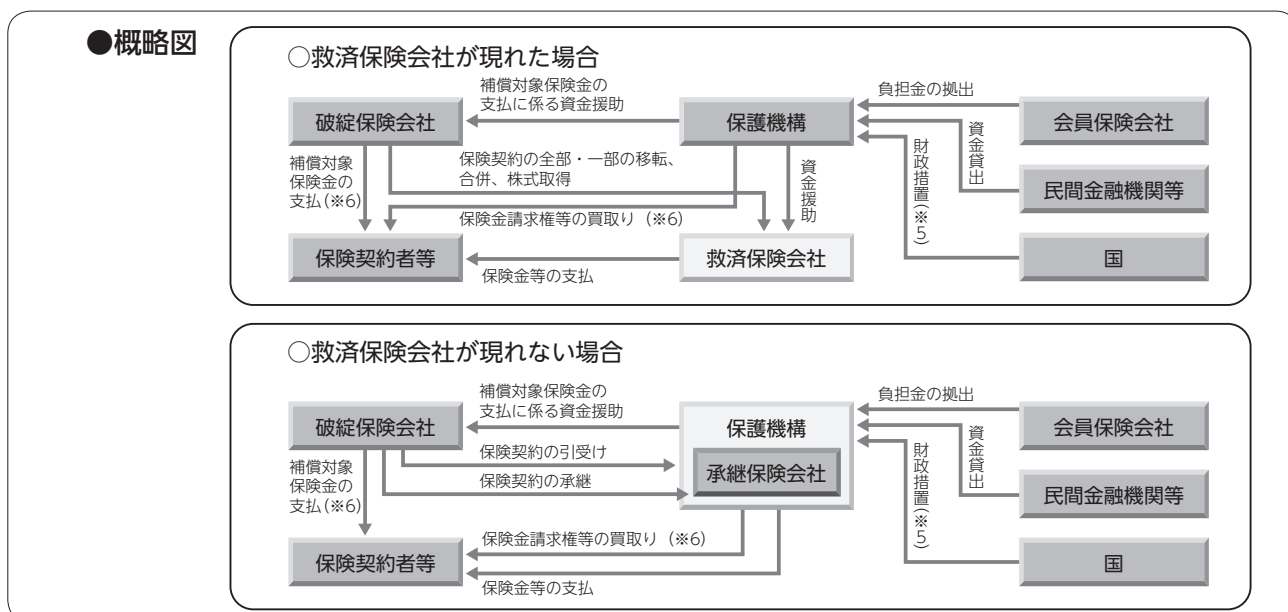 ●概略図
○救済保険会社が現れた場合
補償対象保険金の
支払に係る資金援助
負担金の拠出
破綻保険会社
保護機構
会員保険会社
補償対象
保険金の
支払(※6)
保険契約の全部・一部の移転、
合併、株式取得
資金援助
財政措置(※5)
資金貸出
民間金融機関等
保険金請求権等の買取り（※6）
保険契約者等
救済保険会社
国
保険金等の支払
○救済保険会社が現れない場合
補償対象保険金の
支払に係る資金援助
負担金の拠出
破綻保険会社
保護機構
会員保険会社
補償対象
保険金の
支払(※6)
保険契約の引受け
保険契約の承継
承継保険会社
財政措置(※5)
資金貸出
民間金融機関等
保険金請求権等の買取り（※6）
保険契約者等
国
保険金等の支払